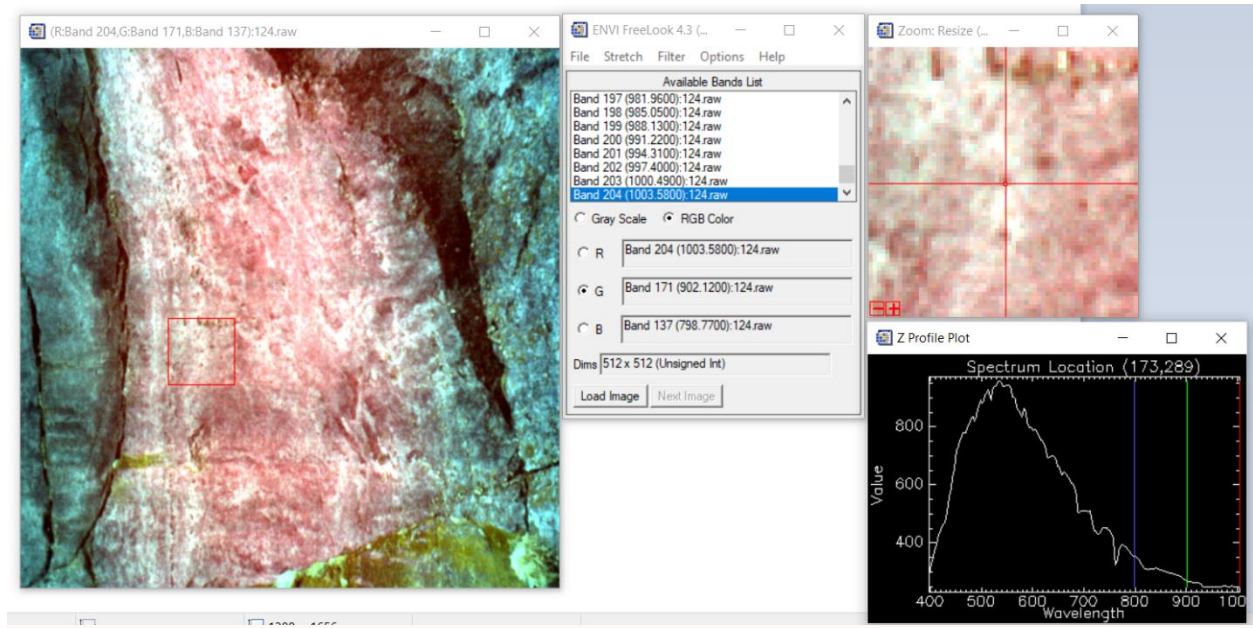 (R:Band 204,G:Band 171,B:Band 137):124.raw
ENVI FreeLook 4.3 (...
File Stretch Filter Options Help
Available Bands List
Band 197 (981.9600):124.raw
Band 198 (985.0500):124.raw
Band 199 (988.1300):124.raw
Band 200 (991.2200):124.raw
Band 201 (994.3100):124.raw
Band 202 (997.4000):124.raw
Band 203 (1000.4900):124.raw
Band 204 (1003.5800):124.raw
Gray Scale RGB Color
R Band 204 (1003.5800):124.raw
G Band 171 (902.1200):124.raw
B Band 137 (798.7700):124.raw
Dims 512 x 512 (Unsigned Int)
Load Image Next Image
Zoom: Resize (...
Z Profile Plot
Spectrum Location (173,289)
Value
800
600
400
400 500 600 700 800 900 100
Wavelength